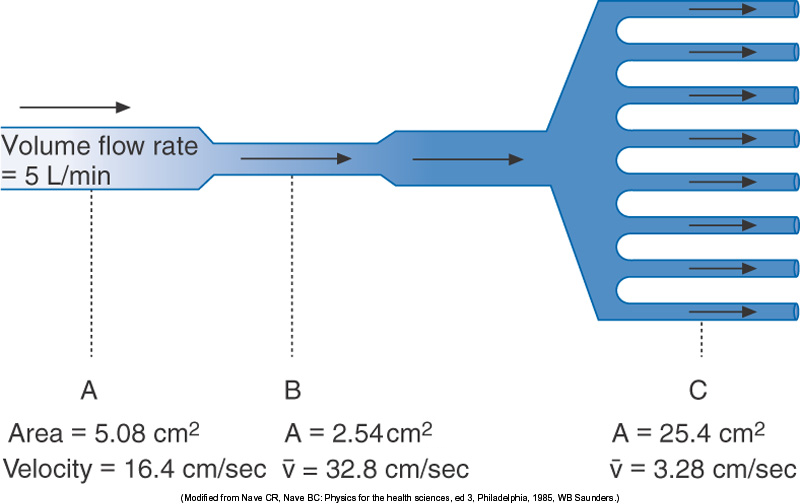 Volume flow rate
= 5 L/min
A
B
C
Area = 5.08 cm²
A = 2.54 cm²
A = 25.4 cm²
Velocity = 16.4 cm/sec
v̄ = 32.8 cm/sec
v̄ = 3.28 cm/sec
(Modified from Nave CR, Nave BC: Physics for the health sciences, ed 3, Philadelphia, 1985, WB Saunders.)